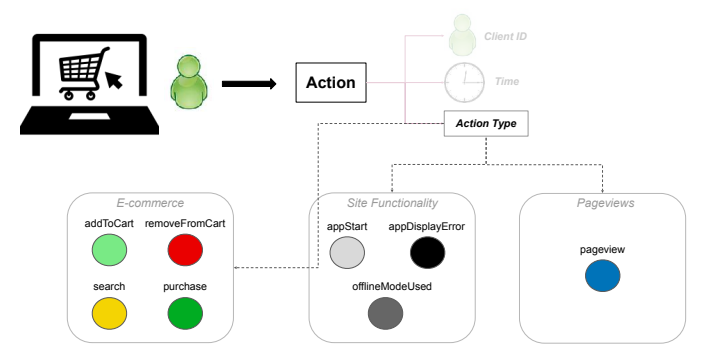 Client ID
Action
Time
Action Type
E-commerce
Site Functionality
Pageviews
addToCart removeFromCart
appStart appDisplayError
pageview
search purchase
offlineModeUsed